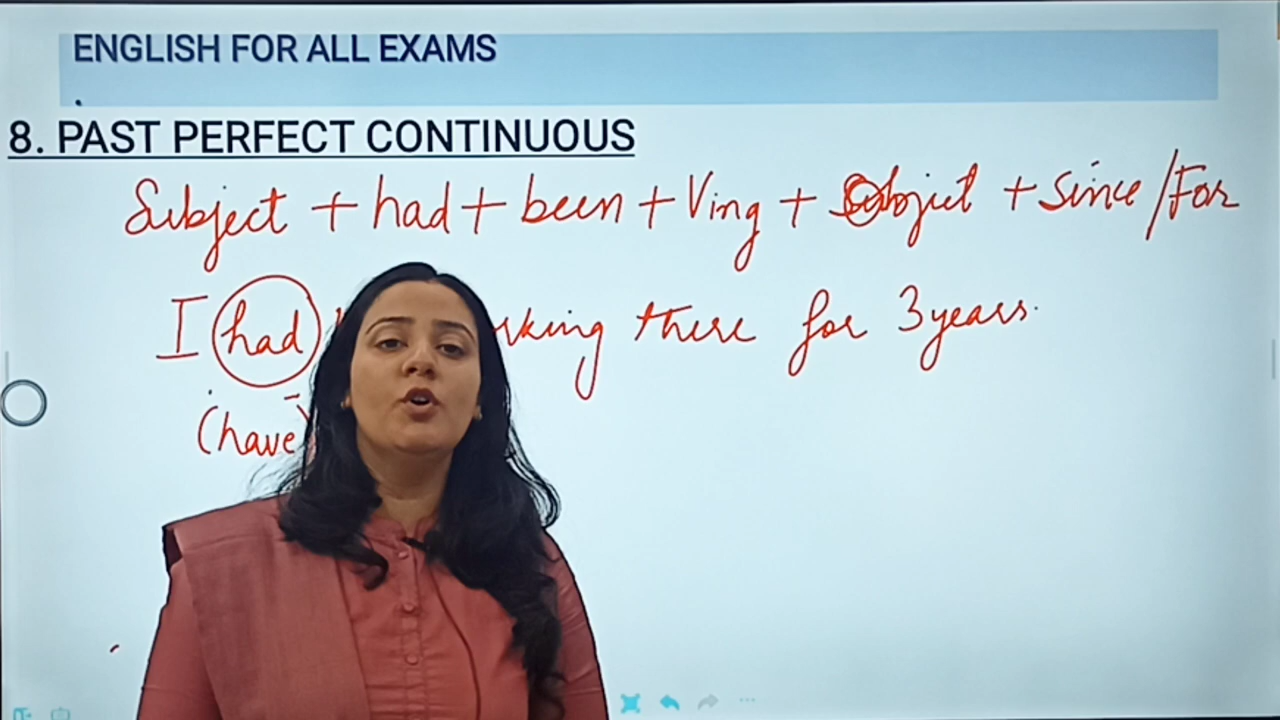 ENGLISH FOR ALL EXAMS
8. PAST PERFECT CONTINUOUS
Subject + had + been + Ving + Object + Since / For
I had rking there for 3 years.
(have)